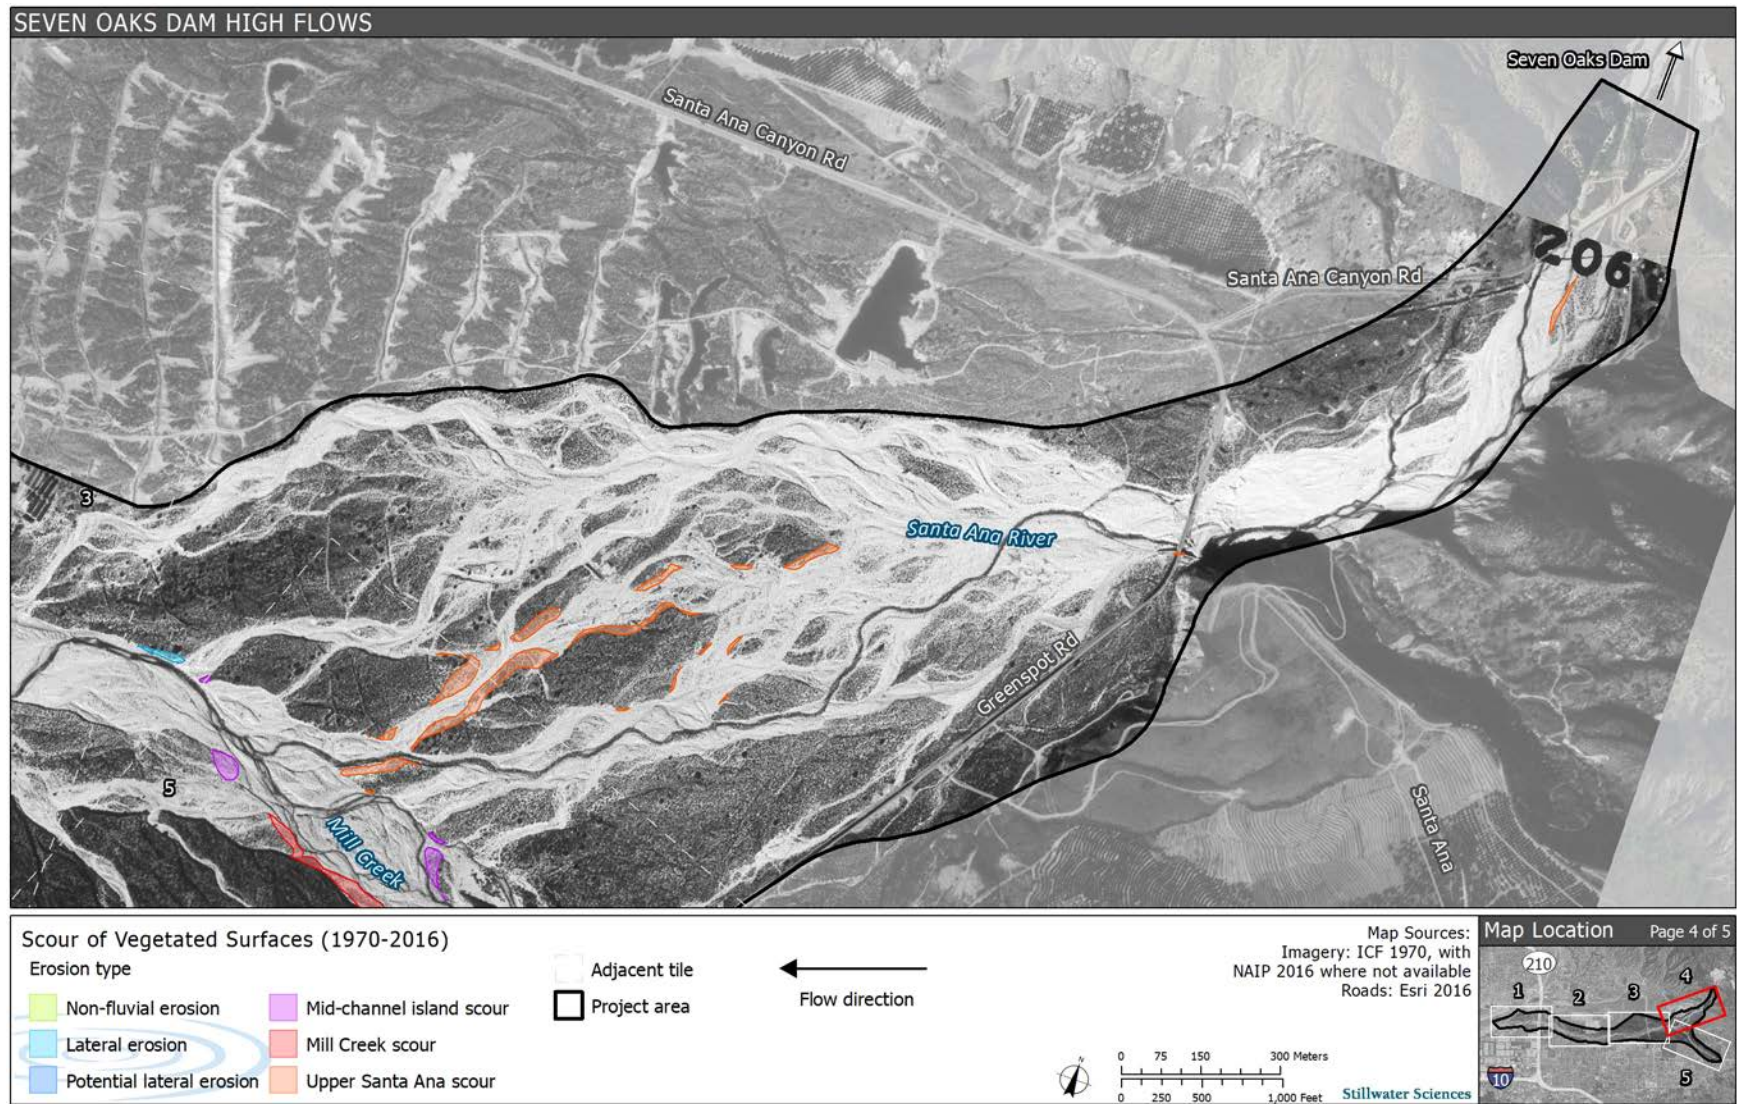 SEVEN OAKS DAM HIGH FLOWS
Seven Oaks Dam
Santa Ana Canyon Rd
Santa Ana Canyon Rd
206
3
Santa Ana River
Greenspot Rd
5
Mill Creek
Santa Ana
Scour of Vegetated Surfaces (1970-2016)
Erosion type
Non-fluvial erosion
Lateral erosion
Potential lateral erosion
Mid-channel island scour
Mill Creek scour
Upper Santa Ana scour
Adjacent tile
Project area
Flow direction
Map Sources:
Imagery: ICF 1970, with
NAIP 2016 where not available
Roads: Esri 2016
N
0 75 150 300 Meters
0 250 500 1,000 Feet
Stillwater Sciences
Map Location Page 4 of 5
210
1
2
3
4
5
10